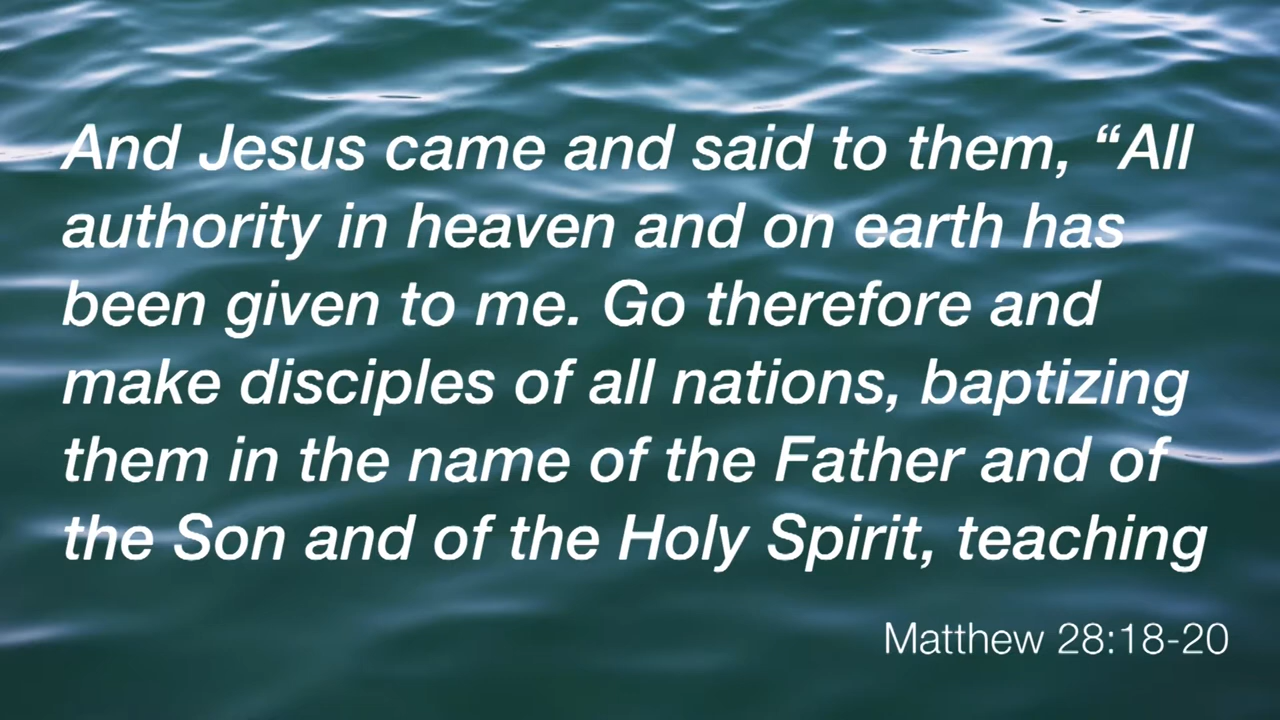 And Jesus came and said to them, “All
authority in heaven and on earth has
been given to me. Go therefore and
make disciples of all nations, baptizing
them in the name of the Father and of
the Son and of the Holy Spirit, teaching
Matthew 28:18-20